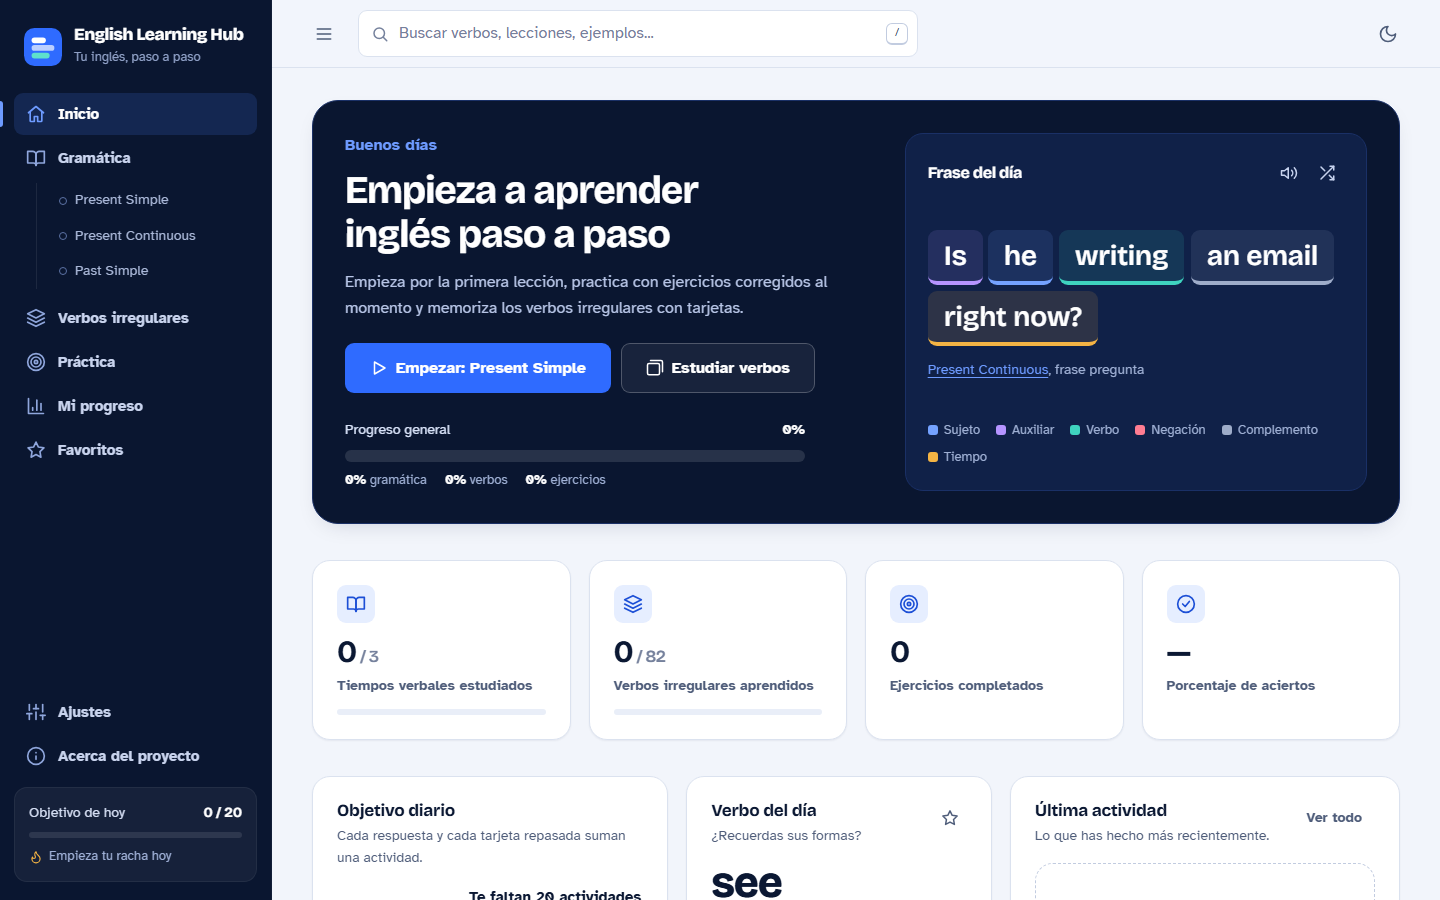 English Learning Hub
Tu inglés, paso a paso
Inicio
Gramática
Present Simple
Present Continuous
Past Simple
Verbos irregulares
Práctica
Mi progreso
Favoritos
Ajustes
Acerca del proyecto
Objetivo de hoy 0 / 20
Empieza tu racha hoy
Buscar verbos, lecciones, ejemplos... /
Buenos días
Empieza a aprender
inglés paso a paso
Empieza por la primera lección, practica con ejercicios corregidos al
momento y memoriza los verbos irregulares con tarjetas.
Empezar: Present Simple Estudiar verbos
Progreso general 0%
0% gramática 0% verbos 0% ejercicios
Frase del día
Is he writing an email
right now?
Present Continuous, frase pregunta
Sujeto Auxiliar Verbo Negación Complemento
Tiempo
0 / 3
Tiempos verbales estudiados
0 / 82
Verbos irregulares aprendidos
0
Ejercicios completados
—
Porcentaje de aciertos
Objetivo diario
Cada respuesta y cada tarjeta repasada suman
una actividad.
Te faltan 20 actividades
Verbo del día
¿Recuerdas sus formas?
see
Última actividad
Lo que has hecho más recientemente.
Ver todo